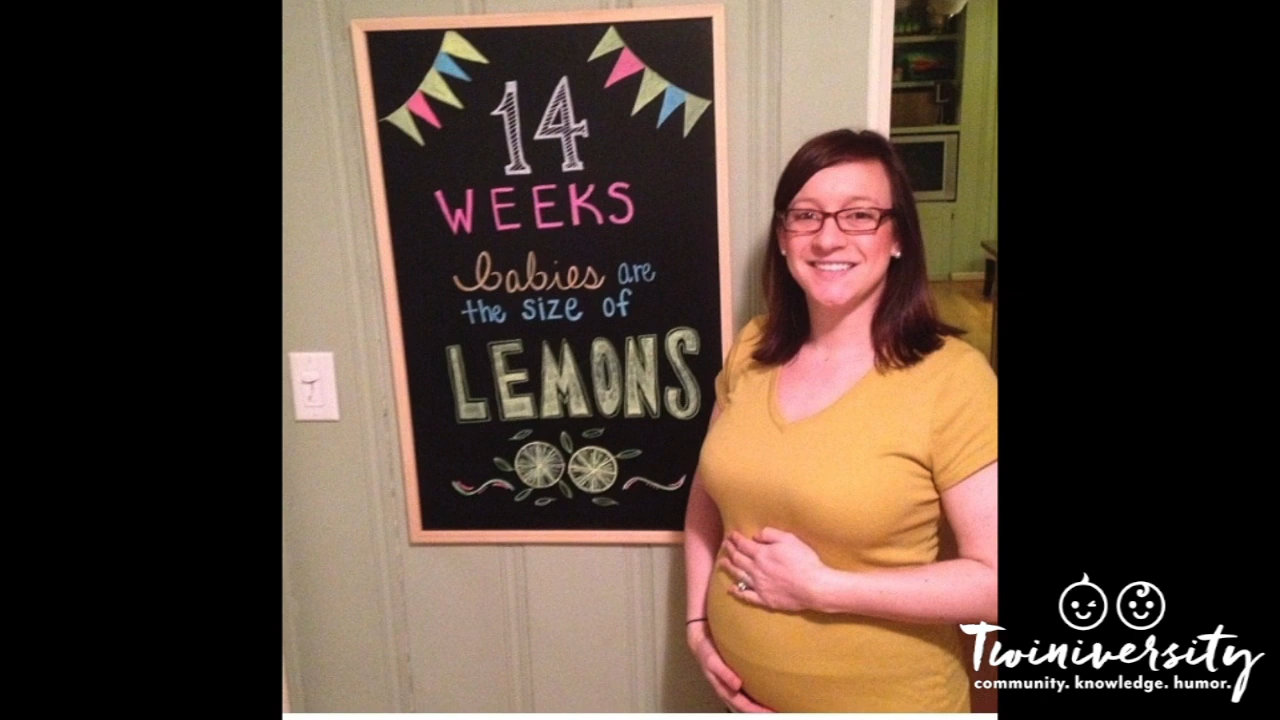 14
WEEKS
babies are
the size of
LEMONS
Twiniversity
community. knowledge. humor.